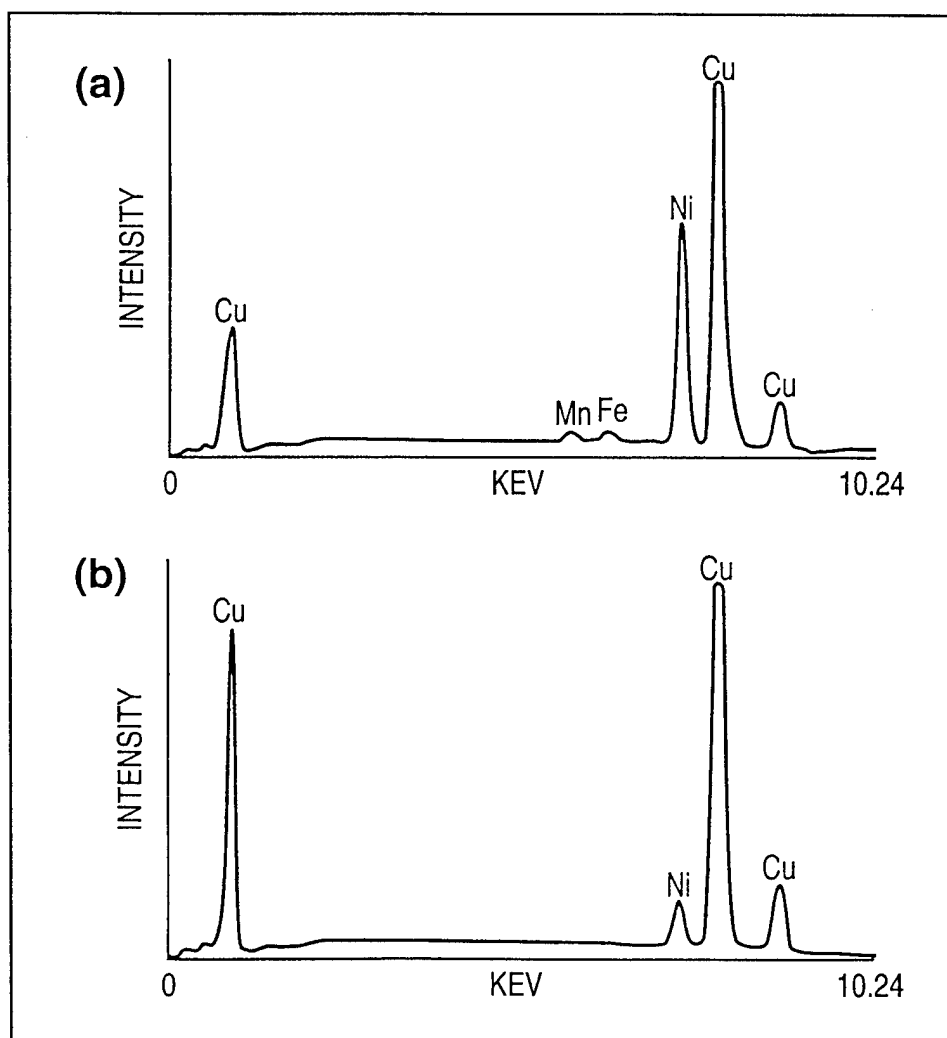 (a)
INTENSITY
Cu
Mn Fe
Ni
Cu
Cu
0 KEV 10.24
(b)
INTENSITY
Cu
Ni
Cu
Cu
0 KEV 10.24